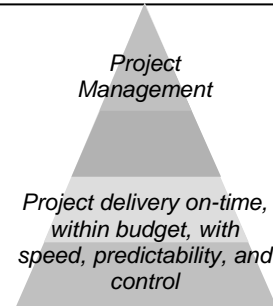 Project
Management
Project delivery on-time,
within budget, with
speed, predictability, and
control